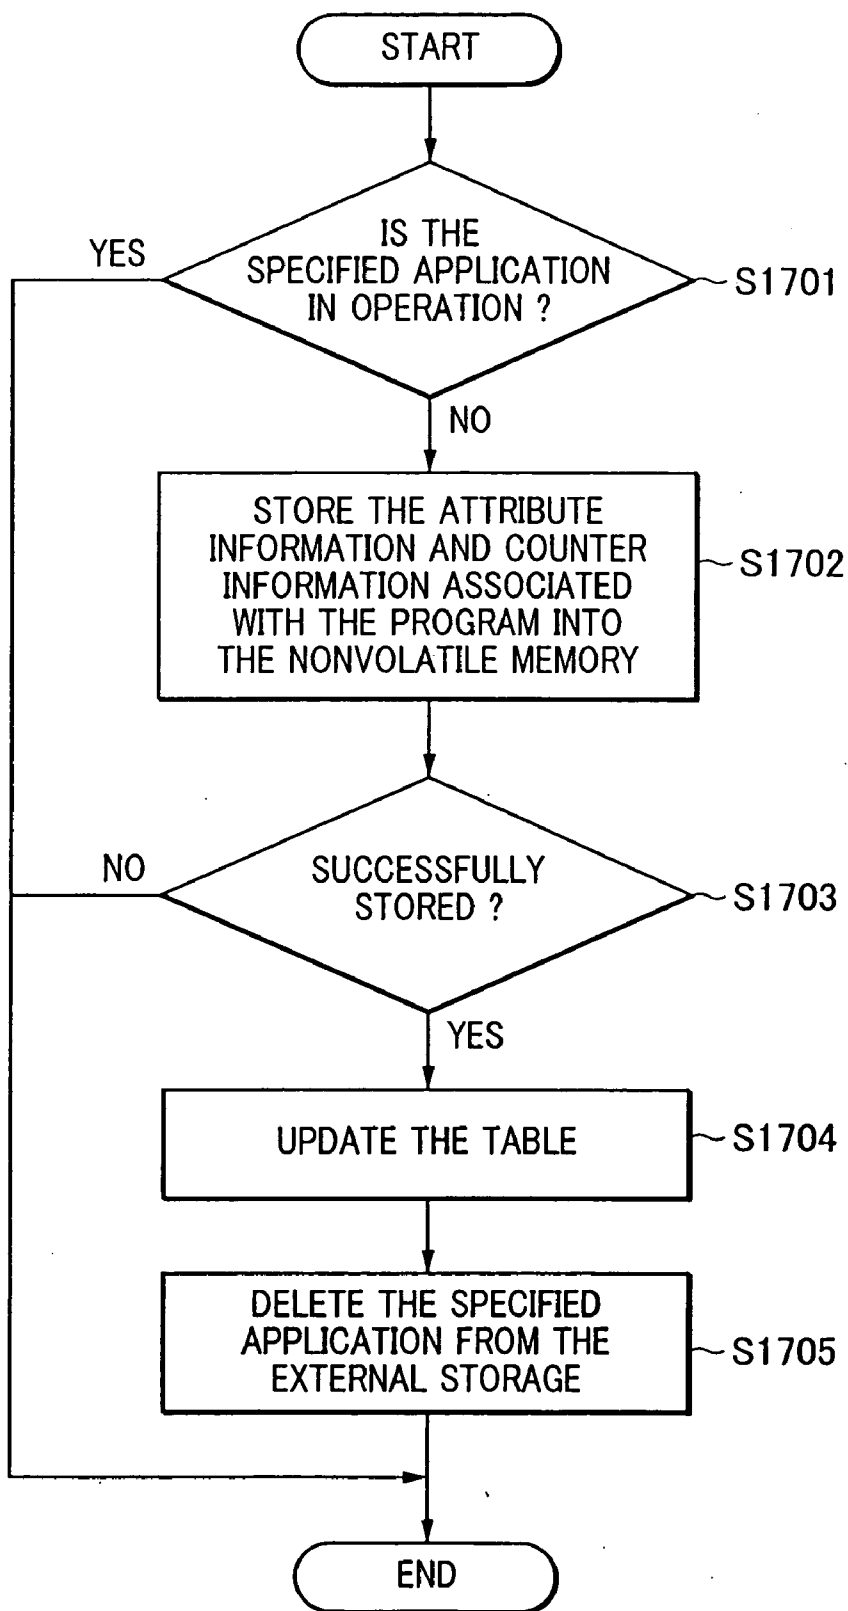 START
YES
IS THE
SPECIFIED APPLICATION
IN OPERATION ?
S1701
NO
STORE THE ATTRIBUTE
INFORMATION AND COUNTER
INFORMATION ASSOCIATED
WITH THE PROGRAM INTO
THE NONVOLATILE MEMORY
S1702
NO
SUCCESSFULLY
STORED ?
S1703
YES
UPDATE THE TABLE
S1704
DELETE THE SPECIFIED
APPLICATION FROM THE
EXTERNAL STORAGE
S1705
END